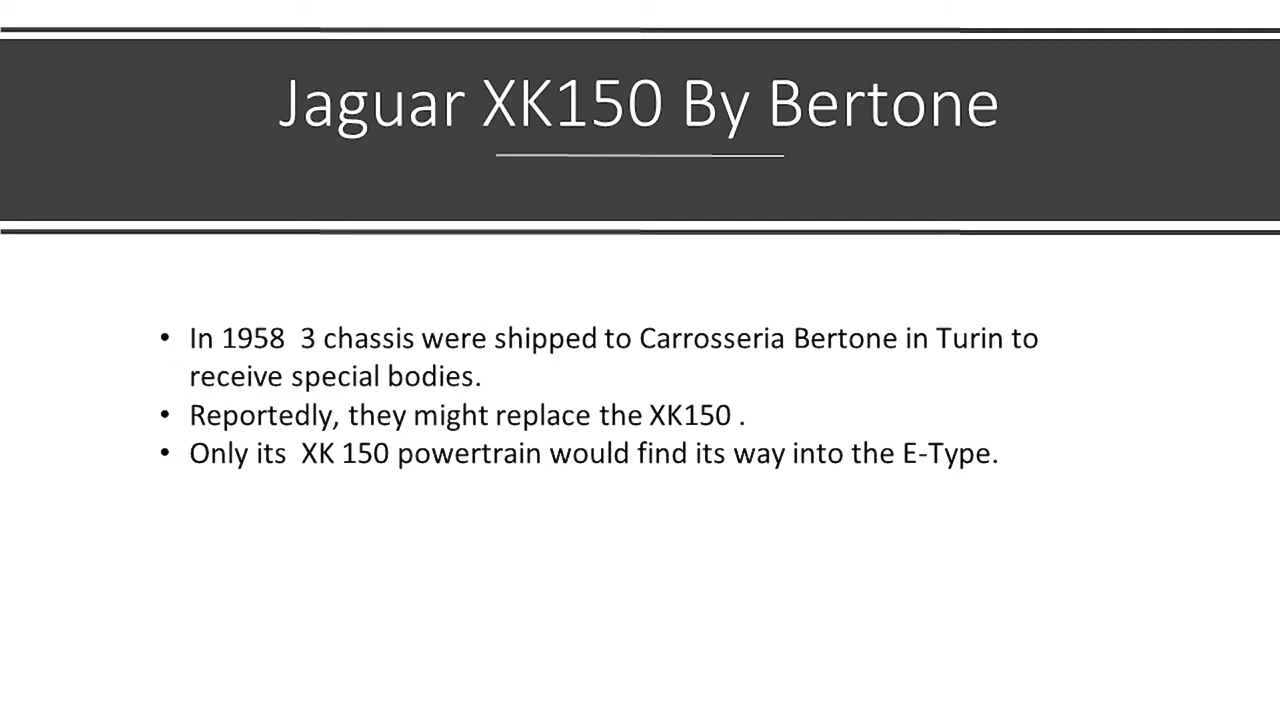 Jaguar XK150 By Bertone
• In 1958  3 chassis were shipped to Carrosseria Bertone in Turin to
receive special bodies.
• Reportedly, they might replace the XK150 .
• Only its  XK 150 powertrain would find its way into the E-Type.